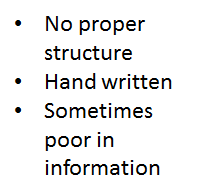 • No proper
structure
• Hand written
• Sometimes
poor in
information